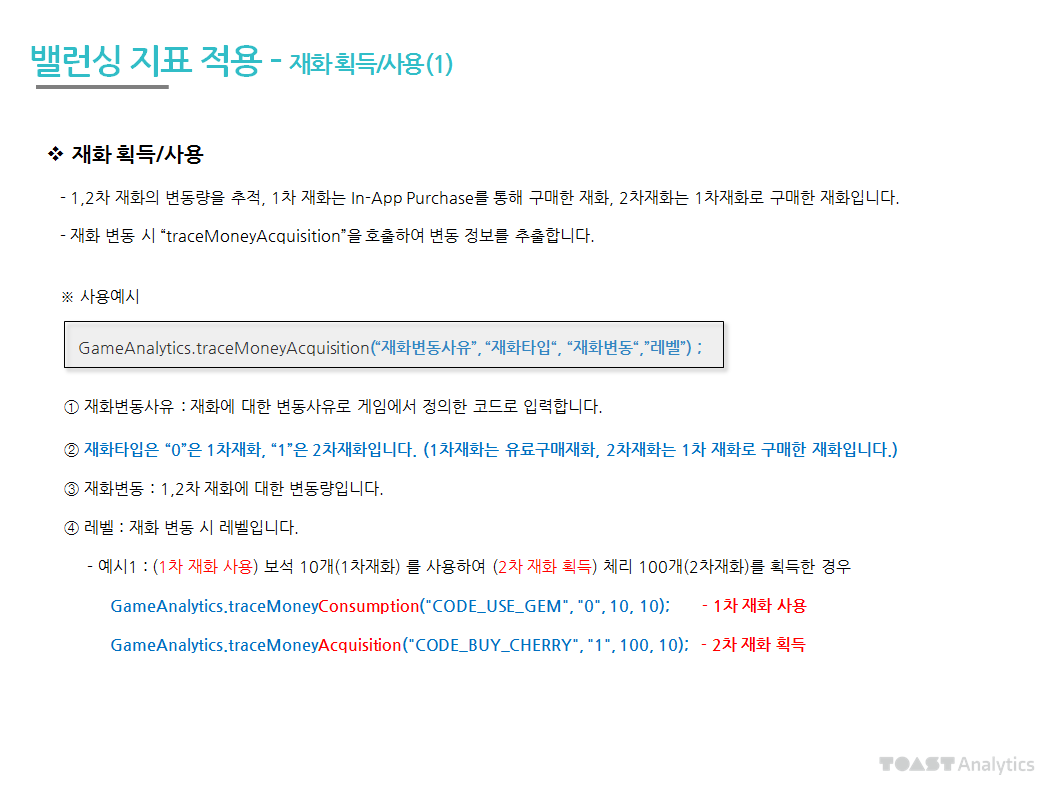 밸런싱 지표 적용 – 재화 획득/사용(1)
❖ 재화 획득/사용
- 1,2차 재화의 변동량을 추적, 1차 재화는 In-App Purchase를 통해 구매한 재화, 2차재화는 1차재화로 구매한 재화입니다.
- 재화 변동 시 “traceMoneyAcquisition”을 호출하여 변동 정보를 추출합니다.
※ 사용예시
GameAnalytics.traceMoneyAcquisition(“재화변동사유”, “재화타입“, “재화변동“,”레벨”) ;
① 재화변동사유 : 재화에 대한 변동사유로 게임에서 정의한 코드로 입력합니다.
② 재화타입은 “0”은 1차재화, “1”은 2차재화입니다. (1차재화는 유료구매재화, 2차재화는 1차 재화로 구매한 재화입니다.)
③ 재화변동 : 1,2차 재화에 대한 변동량입니다.
④ 레벨 : 재화 변동 시 레벨입니다.
- 예시1 : (1차 재화 사용) 보석 10개(1차재화) 를 사용하여 (2차 재화 획득) 체리 100개(2차재화)를 획득한 경우
GameAnalytics.traceMoneyConsumption("CODE_USE_GEM", "0", 10, 10); - 1차 재화 사용
GameAnalytics.traceMoneyAcquisition("CODE_BUY_CHERRY", "1", 100, 10); - 2차 재화 획득
TOAST Analytics